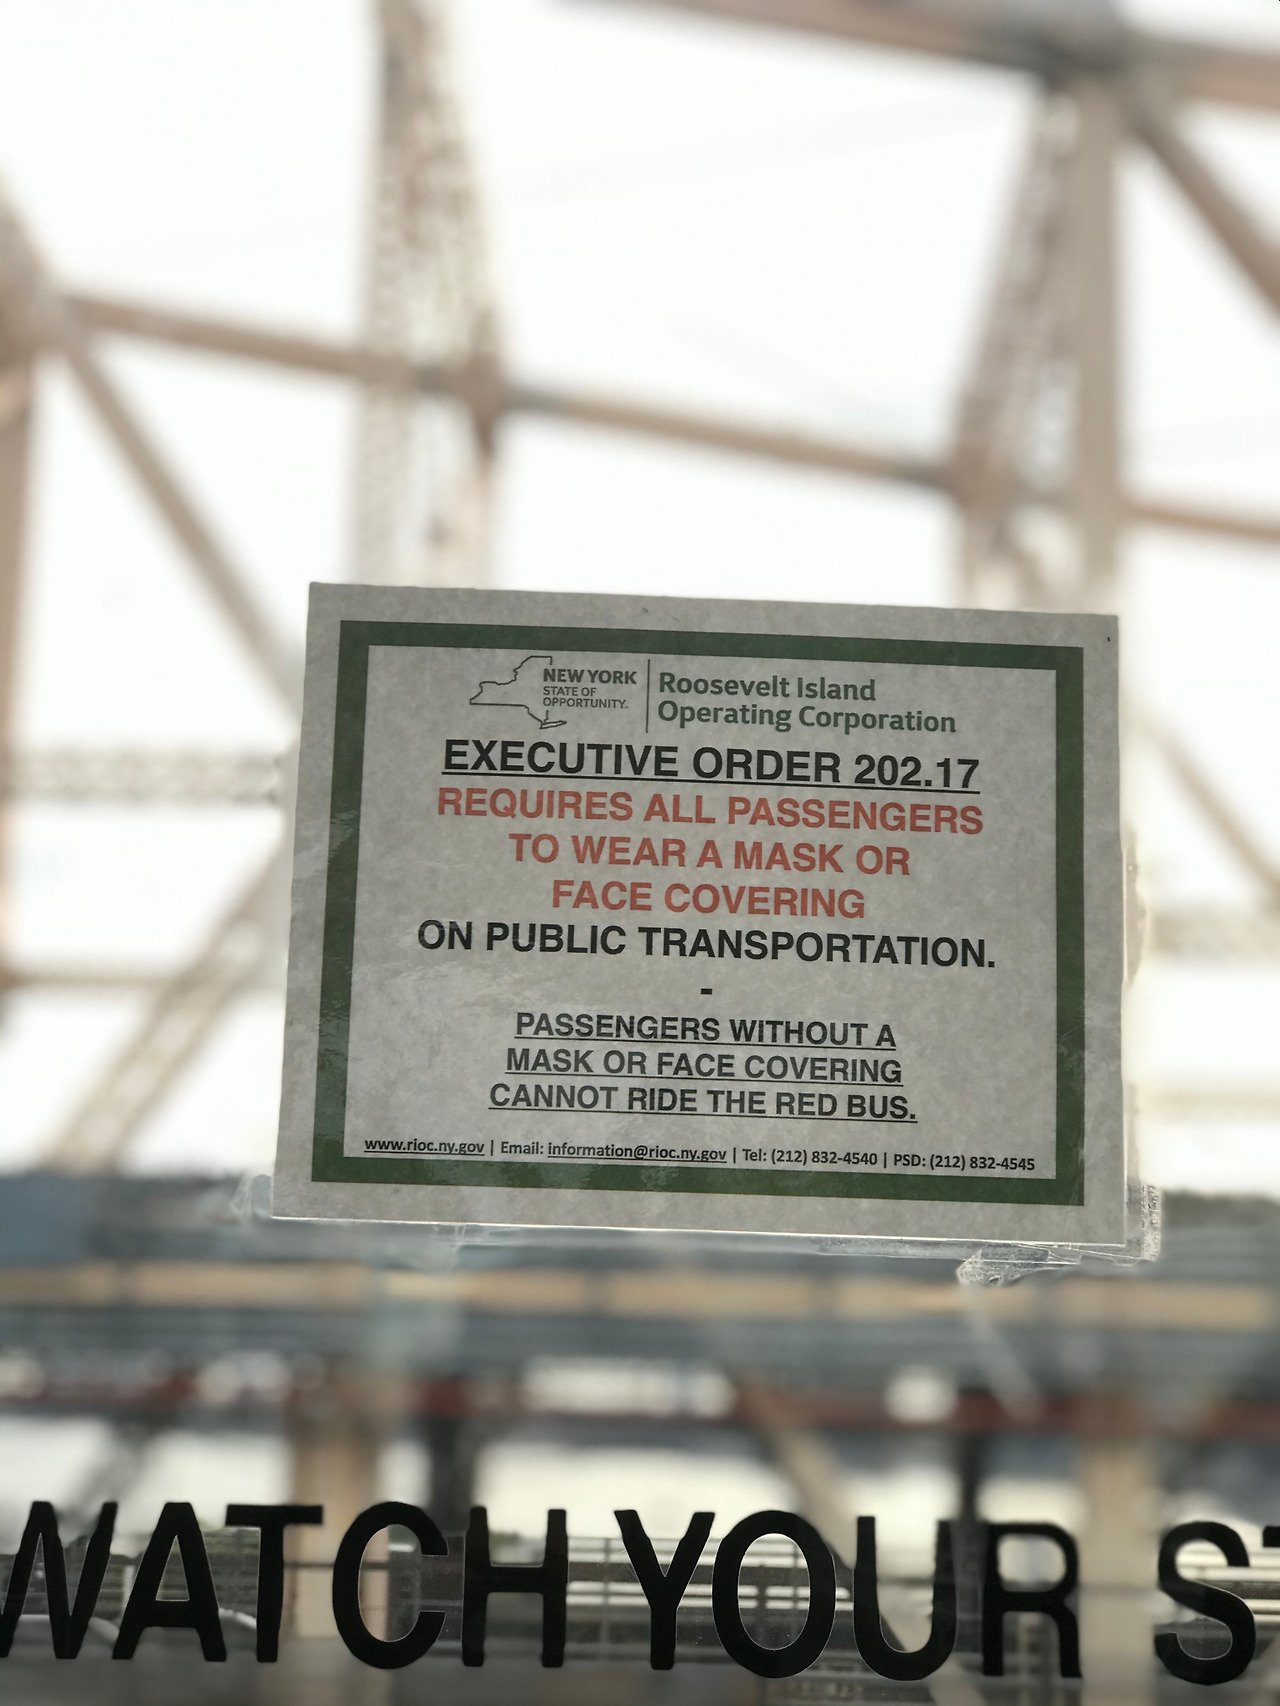 NEW YORK
STATE OF
OPPORTUNITY™
Roosevelt Island
Operating Corporation
EXECUTIVE ORDER 202.17
REQUIRES ALL PASSENGERS
TO WEAR A MASK OR
FACE COVERING
ON PUBLIC TRANSPORTATION.
-
PASSENGERS WITHOUT A
MASK OR FACE COVERING
CANNOT RIDE THE RED BUS.
www.rioc.ny.gov | Email: information@rioc.ny.gov | Tel: (212) 832-4540 | PSD: (212) 832-4545
WATCH YOUR